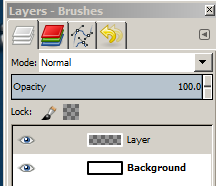 Layers - Brushes
Mode: Normal
Opacity 100.0
Lock:
Layer
Background